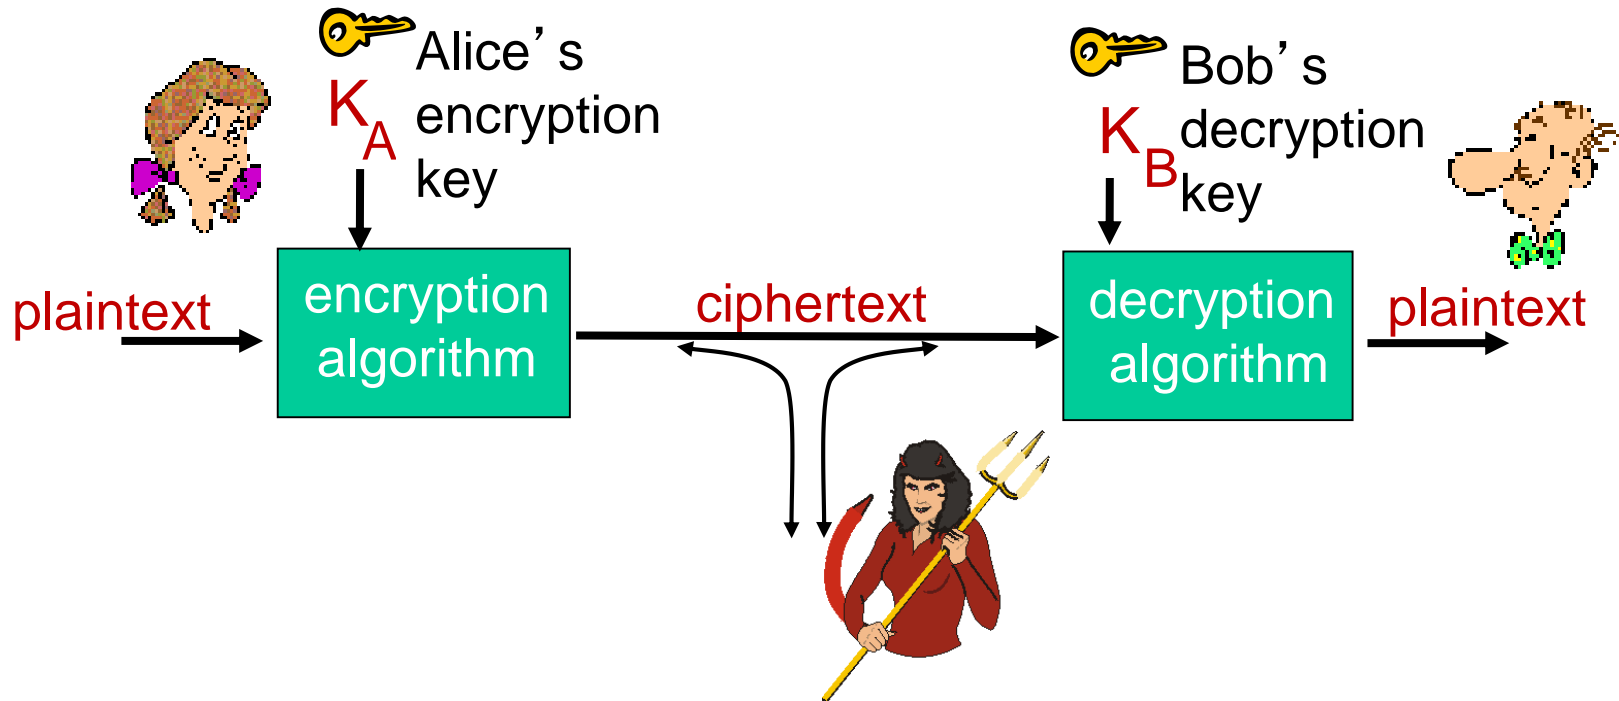 Alice’s
encryption
key
K
A
Bob’s
decryption
key
K
B
plaintext
encryption
algorithm
ciphertext
decryption
algorithm
plaintext